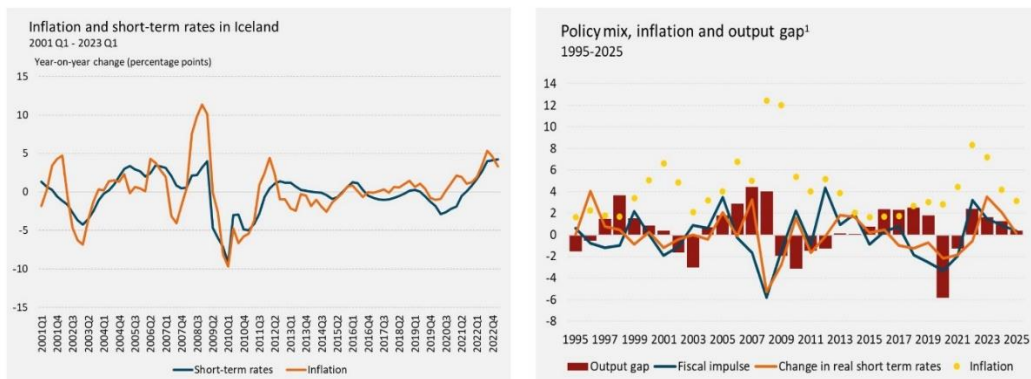 Inflation and short-term rates in Iceland
2001 Q1 - 2023 Q1
Year-on-year change (percentage points)
15
10
5
0
-5
-10
-15
2001Q1
2001Q4
2002Q3
2003Q2
2004Q1
2004Q4
2005Q3
2006Q2
2007Q1
2007Q4
2008Q3
2009Q2
2010Q1
2010Q4
2011Q3
2012Q2
2013Q1
2013Q4
2014Q3
2015Q2
2016Q1
2016Q4
2017Q3
2018Q2
2019Q1
2019Q4
2020Q3
2021Q2
2022Q1
2022Q4
Short-term rates Inflation
Policy mix, inflation and output gap¹
1995-2025
14
12
10
8
6
4
2
0
-2
-4
-6
-8
1995 1997 1999 2001 2003 2005 2007 2009 2011 2013 2015 2017 2019 2021 2023 2025
Output gap Fiscal impulse Change in real short term rates Inflation